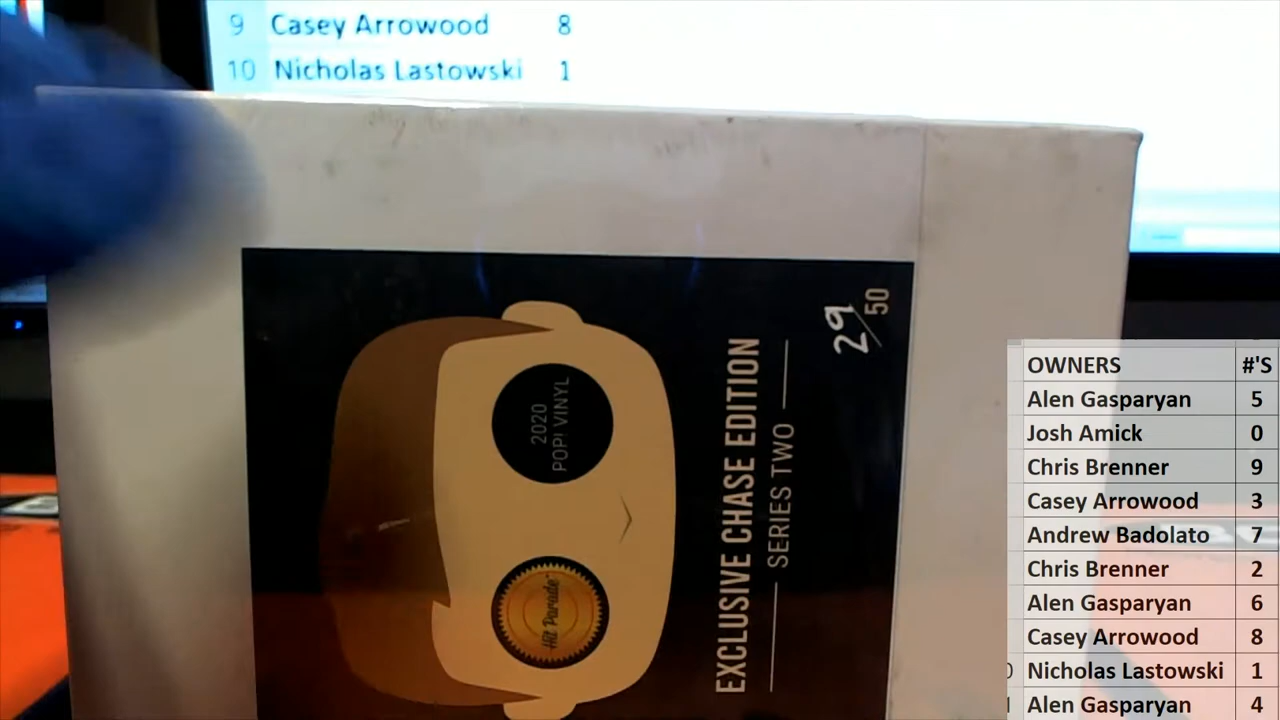 9 Casey Arrowood 8
10 Nicholas Lastowski 1
29/50
EXCLUSIVE CHASE EDITION
SERIES TWO
2020
POP! VINYL
Hit Parade
OWNERS #'S
Alen Gasparyan 5
Josh Amick 0
Chris Brenner 9
Casey Arrowood 3
Andrew Badolato 7
Chris Brenner 2
Alen Gasparyan 6
Casey Arrowood 8
Nicholas Lastowski 1
Alen Gasparyan 4